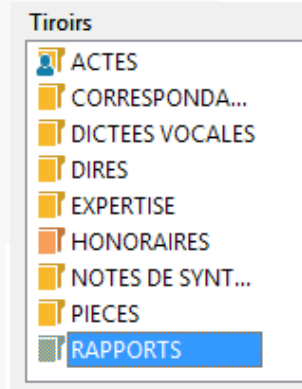 Tiroirs
ACTES
CORRESPONDA...
DICTEES VOCALES
DIRES
EXPERTISE
HONORAIRES
NOTES DE SYNT...
PIECES
RAPPORTS